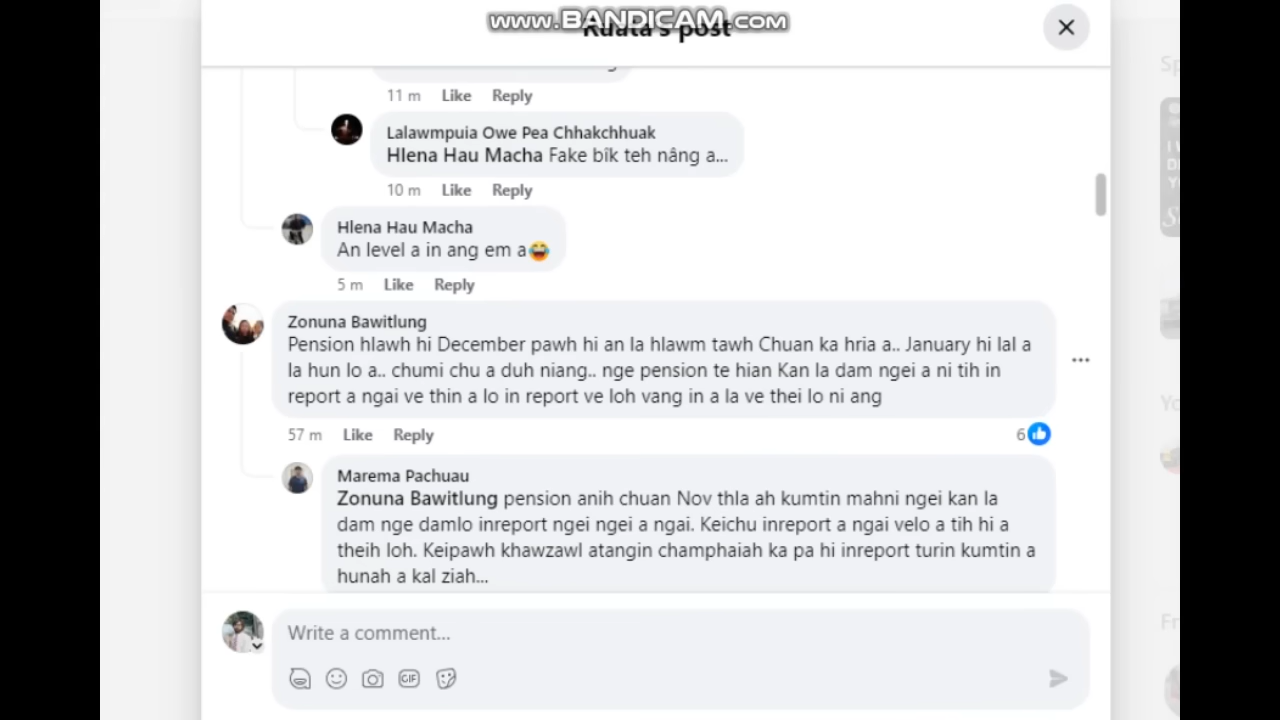 www.BANDICAM.com
Ruata's post
11 m Like Reply
Lalawmpuia Owe Pea Chhakchhuak
Hlena Hau Macha Fake bîk teh nâng a...
10 m Like Reply
Hlena Hau Macha
An level a in ang em a😂
5 m Like Reply
Zonuna Bawitlung
Pension hlawh hi December pawh hi an la hlawm tawh Chuan ka hria a.. January hi lal a
la hun lo a.. chumi chu a duh niang.. nge pension te hian Kan la dam ngei a ni tih in
report a ngai ve thin a lo in report ve loh vang in a la ve thei lo ni ang
57 m Like Reply 6
Marema Pachuau
Zonuna Bawitlung pension anih chuan Nov thla ah kumtin mahni ngei kan la
dam nge damlo inreport ngei ngei a ngai. Keichu inreport a ngai velo a tih hi a
theih loh. Keipawh khawzawl atangin champhaiah ka pa hi inreport turin kumtin a
hunah a kal ziah...
Write a comment...
GIF